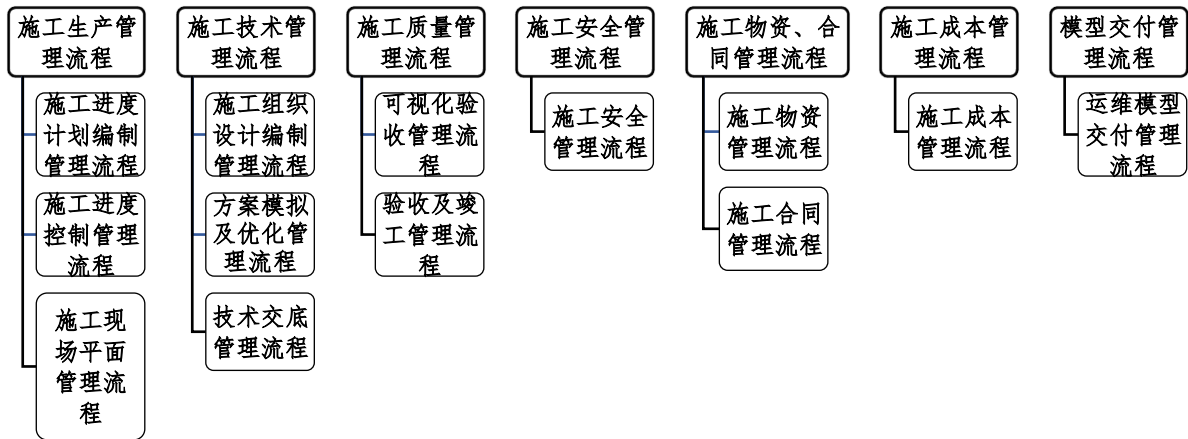 施工生产管
理流程
施工进度
计划编制
管理流程
施工进度
控制管理
流程
施工现
场平面
管理流
程
施工技术管
理流程
施工组织
设计编制
管理流程
方案模拟
及优化管
理流程
技术交底
管理流程
施工质量管
理流程
可视化验
收管理流
程
验收及竣
工管理流
程
施工安全管
理流程
施工安全
管理流程
施工物资、合
同管理流程
施工物资
管理流程
施工合同
管理流程
施工成本管
理流程
施工成本
管理流程
模型交付管
理流程
运维模型
交付管理
流程